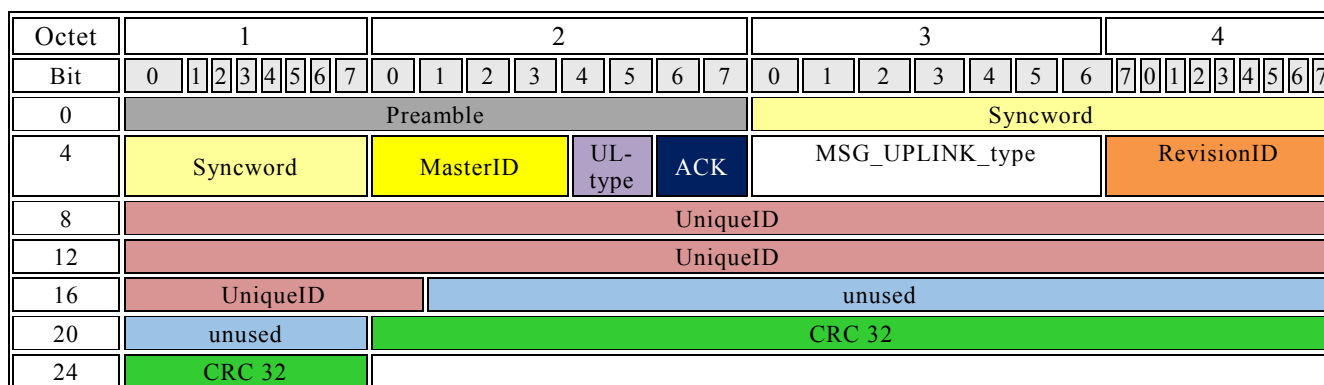 Octet 1 2 3 4
Bit 0 1 2 3 4 5 6 7 0 1 2 3 4 5 6 7 0 1 2 3 4 5 6 7 0 1 2 3 4 5 6 7
0 Preamble Syncword
4 Syncword MasterID UL-
type ACK MSG_UPLINK_type RevisionID
8 UniqueID
12 UniqueID
16 UniqueID unused
20 unused CRC 32
24 CRC 32